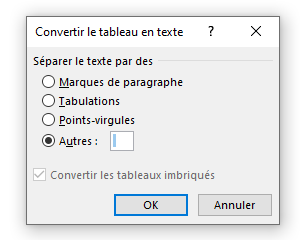 Convertir le tableau en texte
Séparer le texte par des
Marques de paragraphe
Tabulations
Points-virgules
Autres :
Convertir les tableaux imbriqués
OK Annuler